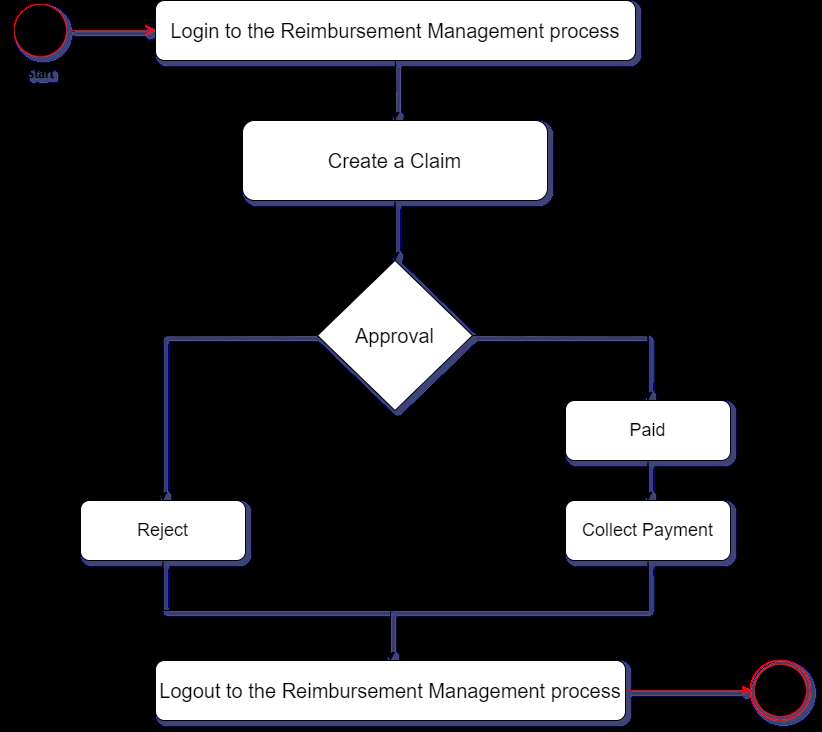 Login to the Reimbursement Management process
Start
Create a Claim
Approval
Paid
Reject
Collect Payment
Logout to the Reimbursement Management process